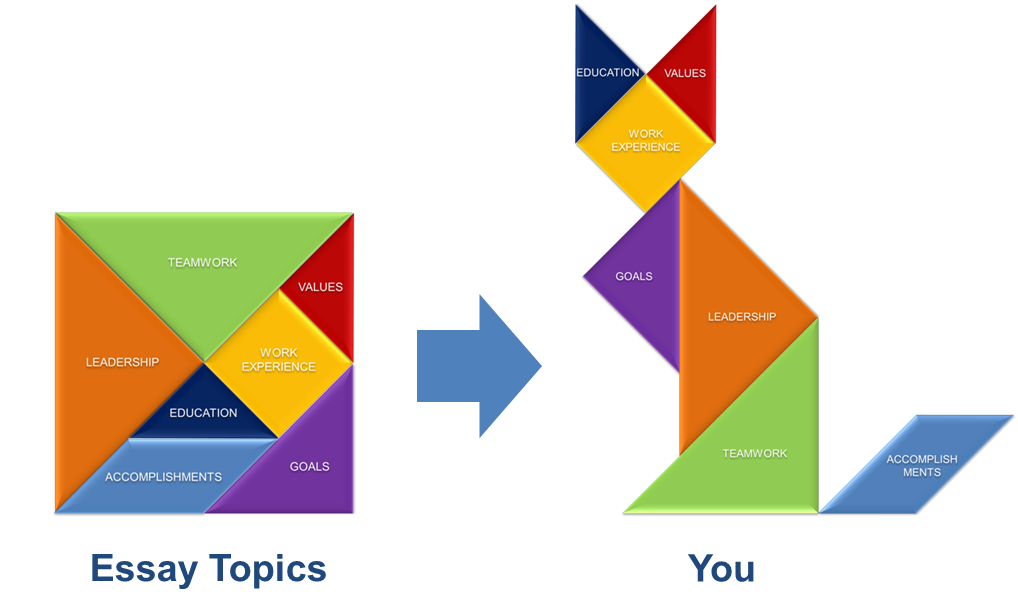 TEAMWORK
VALUES
LEADERSHIP
WORK
EXPERIENCE
EDUCATION
ACCOMPLISHMENTS
GOALS
Essay Topics
EDUCATION
VALUES
WORK
EXPERIENCE
GOALS
LEADERSHIP
TEAMWORK
ACCOMPLISH
MENTS
You